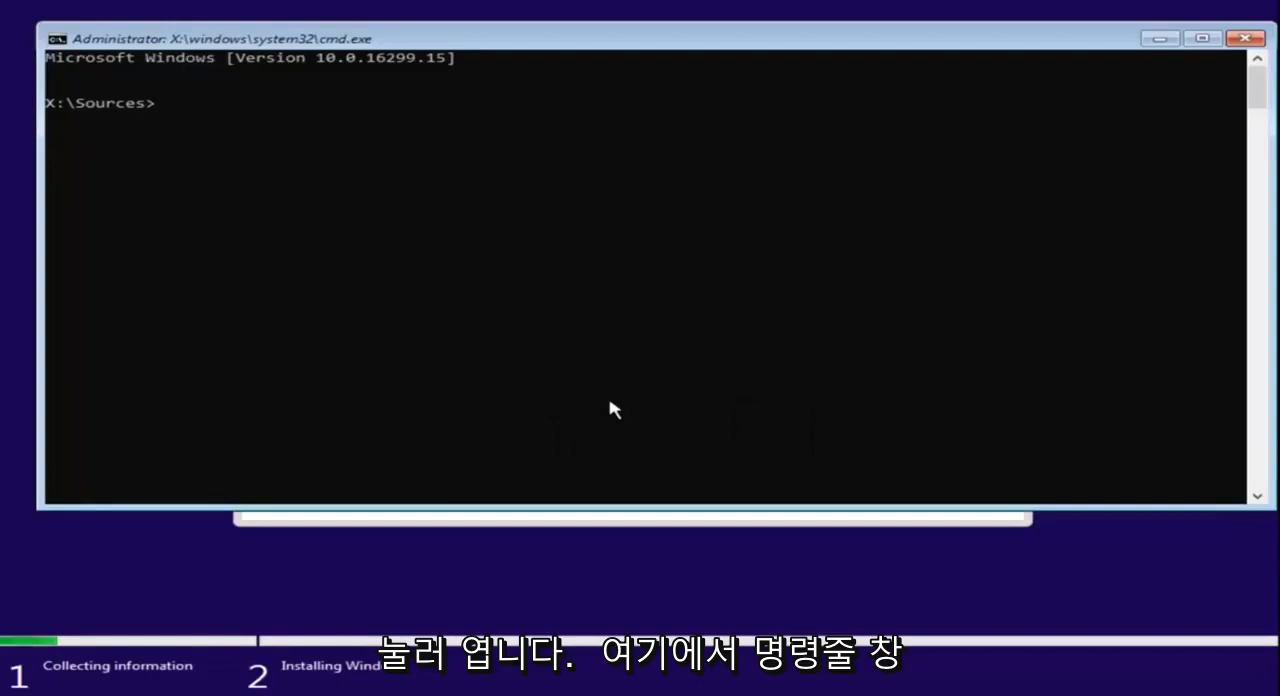 Administrator: X:\windows\system32\cmd.exe
Microsoft Windows [Version 10.0.16299.15]
X:\Sources>
눌러 엽니다. 여기에서 명령줄 창
1 Collecting information
2 Installing